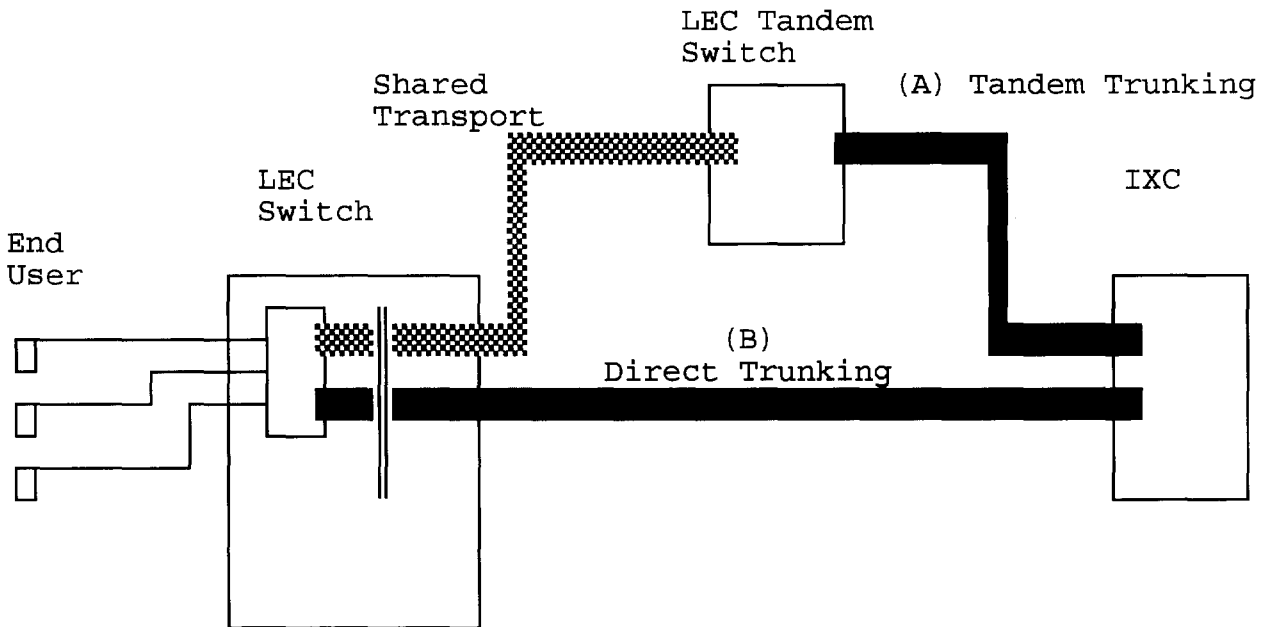 LEC Tandem
Switch
Shared
Transport
(A) Tandem Trunking
LEC
Switch
IXC
End
User
(B)
Direct Trunking